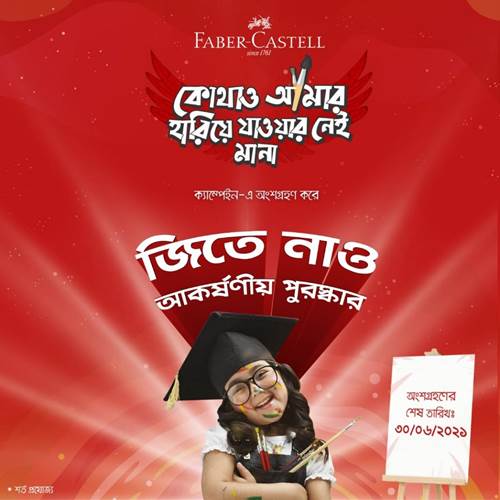 FABER-CASTELL
since 1761
কোথাও আমার
হারিয়ে যাওয়ার নেই
মানা
ক্যাম্পেইন-এ অংশগ্রহণ করে
জিতে নাও
আকর্ষণীয় পুরস্কার
অংশগ্রহণের
শেষ তারিখঃ
৩০/০৬/২০২১
* শর্ত প্রযোজ্য